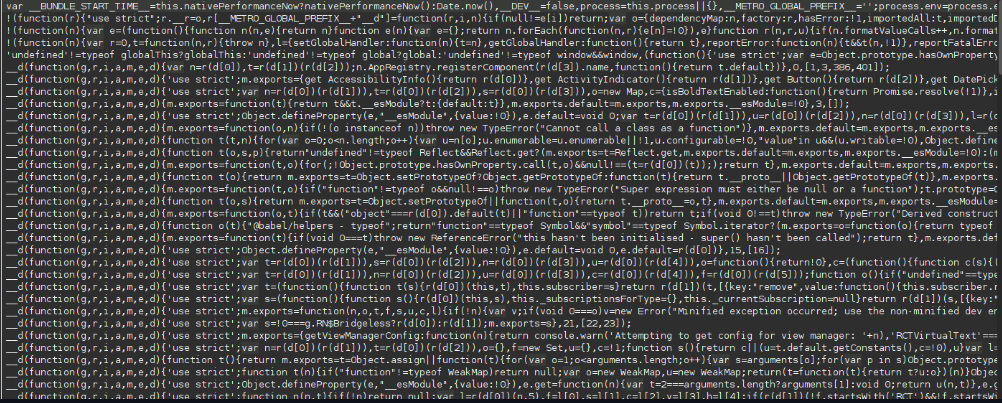 var __BUNDLE_START_TIME__=this.nativePerformanceNow?nativePerformanceNow():Date.now(),__DEV__=false,process=this.process||{},__METRO_GLOBAL_PREFIX__='';process.env=process.e
!(function(r){"use strict";r.__r=o,r[__METRO_GLOBAL_PREFIX__+"__d"]=function(r,i,n){if(null!=e[i])return;var o={dependencyMap:n,factory:r,hasError:!1,importedAll:t,importedD
!(function(n){var e=(function(){function n(n,e){return n}function e(n){var e={};return n.forEach(function(n,r){e[n]=!0}),e}function r(n,r,u){if(n.formatValueCalls++,n.format
!(function(n){var r=0,t=function(n,r){throw n},l={setGlobalHandler:function(n){t=n},getGlobalHandler:function(){return t},reportError:function(n){t&&t(n,!1)},reportFatalErr
'undefined'!=typeof globalThis?globalThis:'undefined'!=typeof global?global:'undefined'!=typeof window&&window,(function(){'use strict';var e=Object.prototype.hasOwnProperty
__d(function(g,r,i,a,m,e,d){var n=r(d[0]),t=r(d[1])(r(d[2]));n.AppRegistry.registerComponent(r(d[3]).name,function(){return t.default})},0,[1,3,386,401]);
__d(function(g,r,i,a,m,e,d){'use strict';m.exports={get AccessibilityInfo(){return r(d[0])},get ActivityIndicator(){return r(d[1])},get Button(){return r(d[2])},get DatePick
__d(function(g,r,i,a,m,e,d){'use strict';var n=r(d[0])(r(d[1])),t=r(d[0])(r(d[2])),s=r(d[0])(r(d[3])),o=new Map,c={isBoldTextEnabled:function(){return Promise.resolve(!1)},i
__d(function(g,r,i,a,m,e,d){m.exports=function(t){return t&&t.__esModule?t:{default:t}},m.exports.default=m.exports,m.exports.__esModule=!0},3,[]);
__d(function(g,r,i,a,m,e,d){'use strict';Object.defineProperty(e,"__esModule",{value:!0}),e.default=void 0;var t=r(d[0])(r(d[1])),u=r(d[0])(r(d[2])),n=r(d[0])(r(d[3])),l=r(d
__d(function(g,r,i,a,m,e,d){m.exports=function(o,n){if(!(o instanceof n))throw new TypeError("Cannot call a class as a function")},m.exports.default=m.exports,m.exports.__es
__d(function(g,r,i,a,m,e,d){function t(t,n){for(var o=0;o<n.length;o++){var u=n[o];u.enumerable=u.enumerable||!1,u.configurable=!0,"value"in u&&(u.writable=!0),Object.define
__d(function(g,r,i,a,m,e,d){function t(o,s,p){return"undefined"!=typeof Reflect&&Reflect.get?(m.exports=t=Reflect.get,m.exports.default=m.exports,m.exports.__esModule=!0):(m
__d(function(g,r,i,a,m,e,d){m.exports=function(t,o){for(;!Object.prototype.hasOwnProperty.call(t,o)&&null!==(t=r(d[0])(t)););return t},m.exports.default=m.exports,m.exports.
__d(function(g,r,i,a,m,e,d){function t(o){return m.exports=t=Object.setPrototypeOf?Object.getPrototypeOf:function(t){return t.__proto__||Object.getPrototypeOf(t)},m.exports.
__d(function(g,r,i,a,m,e,d){m.exports=function(t,o){if("function"!=typeof o&&null!==o)throw new TypeError("Super expression must either be null or a function");t.prototype=O
__d(function(g,r,i,a,m,e,d){function t(o,s){return m.exports=t=Object.setPrototypeOf||function(t,o){return t.__proto__=o,t},m.exports.default=m.exports,m.exports.__esModule=
__d(function(g,r,i,a,m,e,d){m.exports=function(o,t){if(t&&("object"===r(d[0]).default(t)||"function"==typeof t))return t;if(void 0!==t)throw new TypeError("Derived construct
__d(function(g,r,i,a,m,e,d){function o(t){"@babel/helpers - typeof";return"function"==typeof Symbol&&"symbol"==typeof Symbol.iterator?(m.exports=o=function(o){return typeof
__d(function(g,r,i,a,m,e,d){m.exports=function(t){if(void 0===t)throw new ReferenceError("this hasn't been initialised - super() hasn't been called");return t},m.exports.def
__d(function(g,r,i,a,m,e,d){'use strict';Object.defineProperty(e,"__esModule",{value:!0}),e.default=void 0,e.default=r(d[0])},15,[16]);
__d(function(g,r,i,a,m,e,d){'use strict';var t=r(d[0])(r(d[1])),s=r(d[0])(r(d[2])),u=r(d[0])(r(d[3])),u=r(d[0])(r(d[4])),o=function(){return!0},c=(function(){function c(s){
__d(function(g,r,i,a,m,e,d){'use strict';var t=r(d[0])(r(d[1])),n=r(d[0])(r(d[2])),u=r(d[0])(r(d[3])),c=r(d[0])(r(d[4])),f=r(d[0])(r(d[5]));function o(){if("undefined"==type
__d(function(g,r,i,a,m,e,d){'use strict';var t=(function(){function t(s){r(d[0])(this,t),this.subscriber=s}return r(d[1])(t,[{key:"remove",value:function(){this.subscriber.r
__d(function(g,r,i,a,m,e,d){'use strict';var s=(function(){function s(){r(d[0])(this,s),this._subscriptionsForType={},this._currentSubscription=null}return r(d[1])(s,[{key:"
__d(function(g,r,i,a,m,e,d){'use strict';m.exports=function(n,o,t,f,s,u,c,l){if(!n){var v;if(void 0===o)v=new Error("Minified exception occurred; use the non-minified dev en
__d(function(g,r,i,a,m,e,d){'use strict';var s=!0===g.RN$Bridgeless?r(d[0]):r(d[1]);m.exports=s},21,[22,23]);
__d(function(g,r,i,a,m,e,d){'use strict';m.exports={getViewManagerConfig:function(n){return console.warn('Attempting to get config for view manager: '+n),'RCTVirtualText'===
__d(function(g,r,i,a,m,e,d){'use strict';var n=r(d[0])(r(d[1])),t=r(d[0])(r(d[2])),o={},f=new Set,u={},c=!1;function s(){return c||(u=t.default.getConstants(),c=!0),u}var l=
__d(function(g,r,i,a,m,e,d){function t(){return m.exports=t=Object.assign||function(t){for(var o=1;o<arguments.length;o++){var s=arguments[o];for(var p in s)Object.prototype
__d(function(g,r,i,a,m,e,d){'use strict';function t(n){if("function"!=typeof WeakMap)return null;var o=new WeakMap,u=new WeakMap;return(t=function(t){return t?u:o})(n)}Objec
__d(function(g,r,i,a,m,e,d){'use strict';Object.defineProperty(e,"__esModule",{value:!0}),e.get=function(n){var t=2===arguments.length?arguments[1]:void 0;return u(n,t)},e.g
__d(function(g,r,i,a,m,e,d){'use strict';function n(n,t){if(!n)return null;var l=r(d[0])(n,5),f=l[0],s=l[1],c=l[2],v=l[3],h=l[4];if(r(d[1])(!f.startsWith('RCT')&&!f.startsW